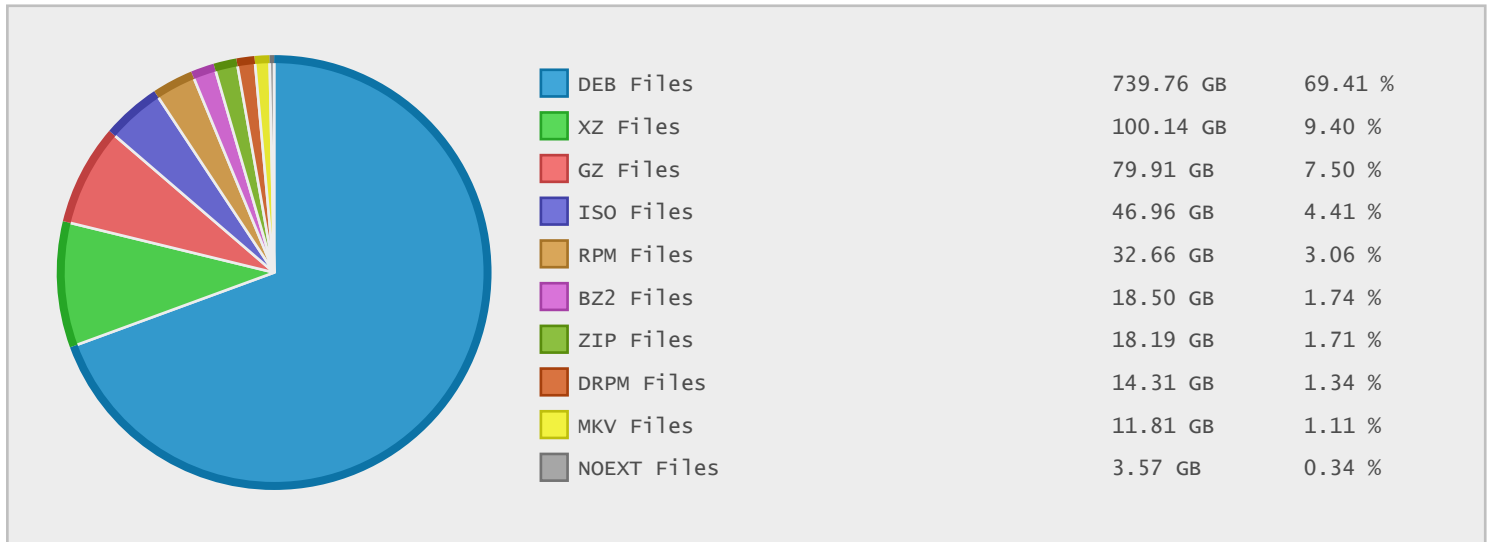 DEB Files 739.76 GB 69.41 %
XZ Files 100.14 GB 9.40 %
GZ Files 79.91 GB 7.50 %
ISO Files 46.96 GB 4.41 %
RPM Files 32.66 GB 3.06 %
BZ2 Files 18.50 GB 1.74 %
ZIP Files 18.19 GB 1.71 %
DRPM Files 14.31 GB 1.34 %
MKV Files 11.81 GB 1.11 %
NOEXT Files 3.57 GB 0.34 %